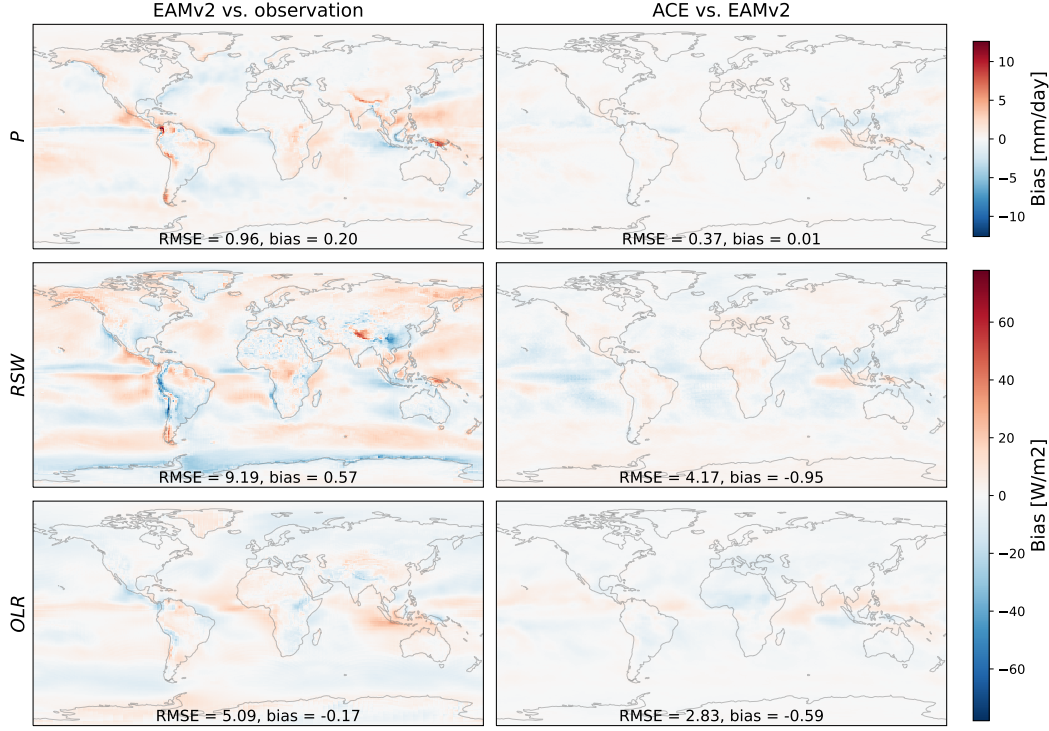 EAMv2 vs. observation
ACE vs. EAMv2
P
RMSE = 0.96, bias = 0.20
RMSE = 0.37, bias = 0.01
10
5
0
−5
−10
Bias [mm/day]
RSW
RMSE = 9.19, bias = 0.57
RMSE = 4.17, bias = -0.95
OLR
RMSE = 5.09, bias = -0.17
RMSE = 2.83, bias = -0.59
60
40
20
0
−20
−40
−60
Bias [W/m2]